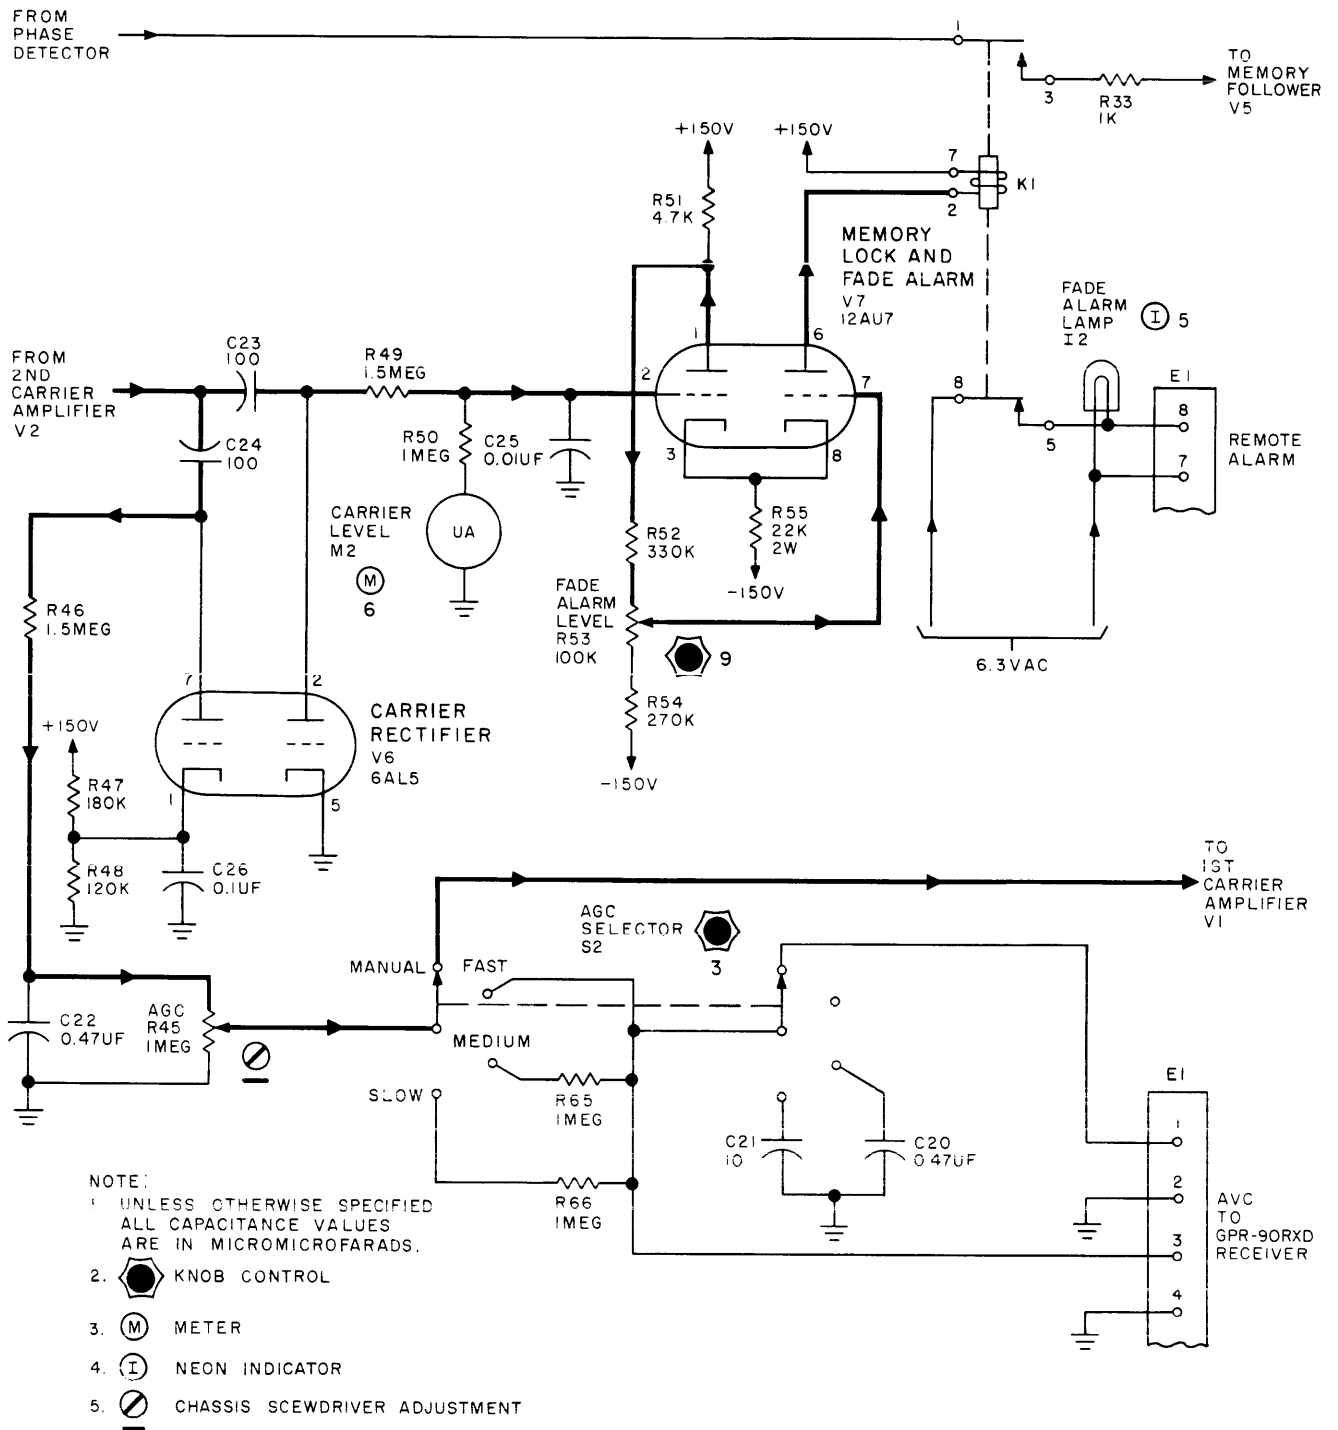 FROM
PHASE
DETECTOR
1
TO
MEMORY
FOLLOWER
V5
3
R33
1K
+150V
+150V
7
K1
2
R51
4.7K
MEMORY
LOCK AND
FADE ALARM
V7
12AU7
FADE
ALARM
LAMP
I2
I 5
FROM
2ND
CARRIER
AMPLIFIER
V2
C23
100
R49
1.5MEG
1
6
2
7
8
E1
8
C24
100
R50
1MEG
C25
0.01UF
3
8
5
7
REMOTE
ALARM
CARRIER
LEVEL
M2
UA
M
6
R52
330K
R55
22K
2W
-150V
FADE
ALARM
LEVEL
R53
100K
9
R46
1.5MEG
6.3VAC
7
2
R54
270K
-150V
+150V
CARRIER
RECTIFIER
V6
6AL5
R47
180K
1
5
R48
120K
C26
0.1UF
TO
1ST
CARRIER
AMPLIFIER
V1
AGC
SELECTOR
S2
3
MANUAL
FAST
C22
0.47UF
AGC
R45
1MEG
MEDIUM
SLOW
R65
1MEG
E1
1
C21
10
C20
0.47UF
R66
1MEG
2
3
4
AVC
TO
GPR-90RXD
RECEIVER
NOTE:
1 UNLESS OTHERWISE SPECIFIED
ALL CAPACITANCE VALUES
ARE IN MICROMICROFARADS.
2. KNOB CONTROL
3. M METER
4. I NEON INDICATOR
5. CHASSIS SCEWDRIVER ADJUSTMENT